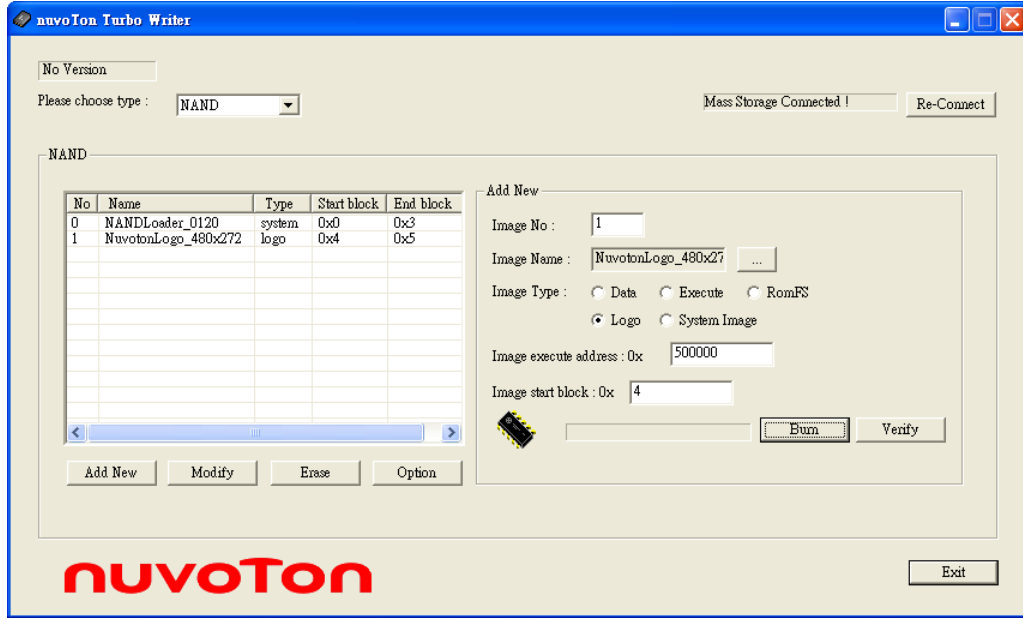 nuvoTon Turbo Writer
No Version
Please choose type :
NAND
Mass Storage Connected !
Re-Connect
NAND
No Name Type Start block End block
0 NANDLoader_0120 system 0x0 0x3
1 NuvotonLogo_480x272 logo 0x4 0x5
Add New Modify Erase Option
Add New
Image No : 1
Image Name : NuvotonLogo_480x27 ...
Image Type : Data Execute RomFS
Logo System Image
Image execute address : 0x 500000
Image start block : 0x 4
Burn Verify
nuvoTon
Exit